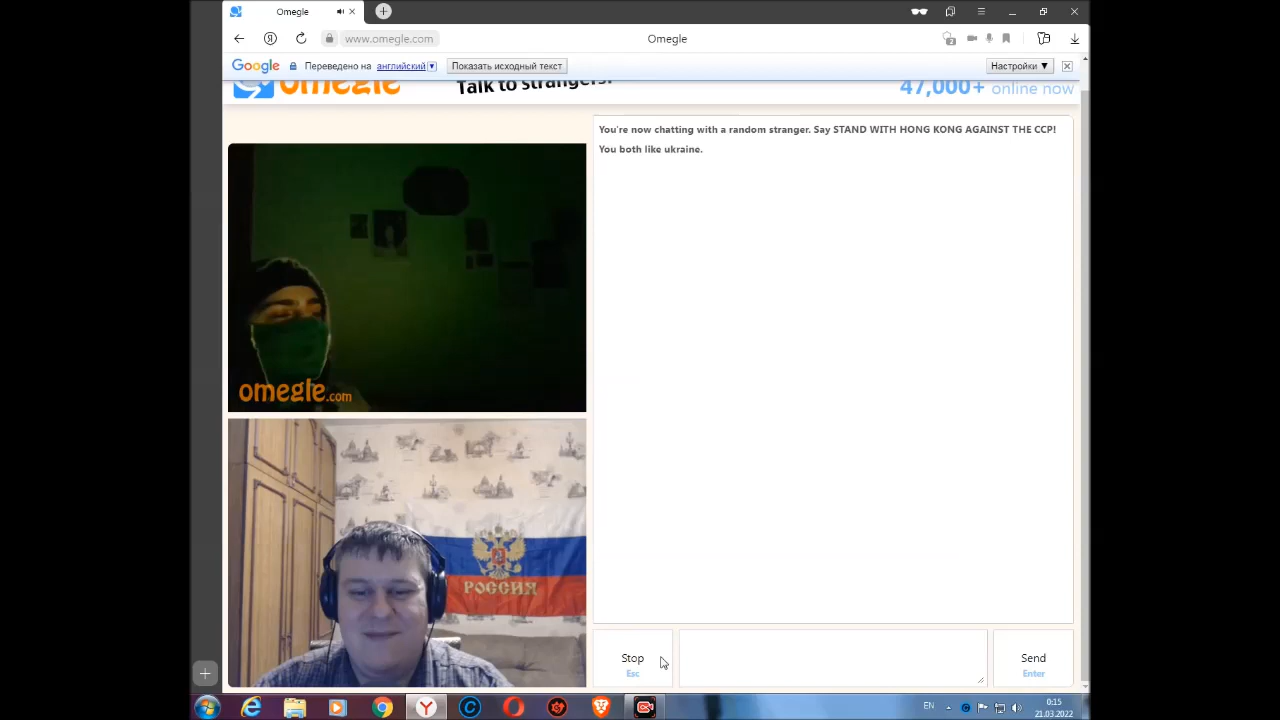 Omegle
www.omegle.com
Omegle
2
Google
Переведено на английский
Показать исходный текст
Настройки ▼
omegle
Talk to strangers!
47,000+ online now
You're now chatting with a random stranger. Say STAND WITH HONG KONG AGAINST THE CCP!
You both like ukraine.
omegle.com
РОССИЯ
Stop
Esc
Send
Enter
EN
0:15
21.03.2022